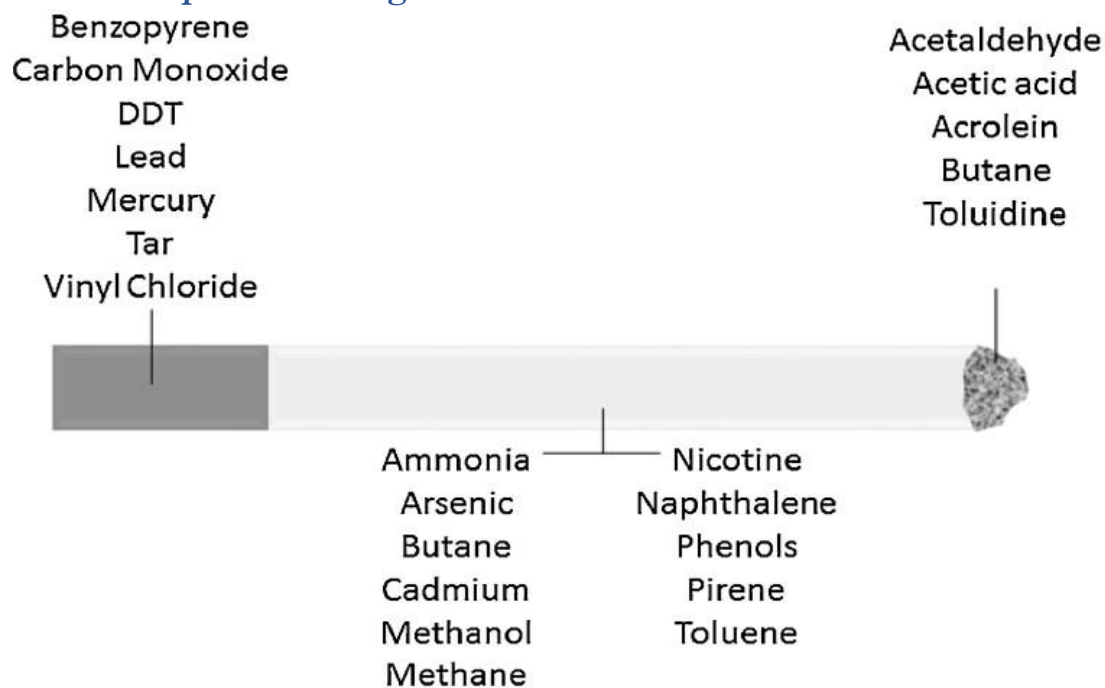 Benzopyrene
Carbon Monoxide
DDT
Lead
Mercury
Tar
Vinyl Chloride
Acetaldehyde
Acetic acid
Acrolein
Butane
Toluidine
Ammonia
Arsenic
Butane
Cadmium
Methanol
Methane
Nicotine
Naphthalene
Phenols
Pirene
Toluene